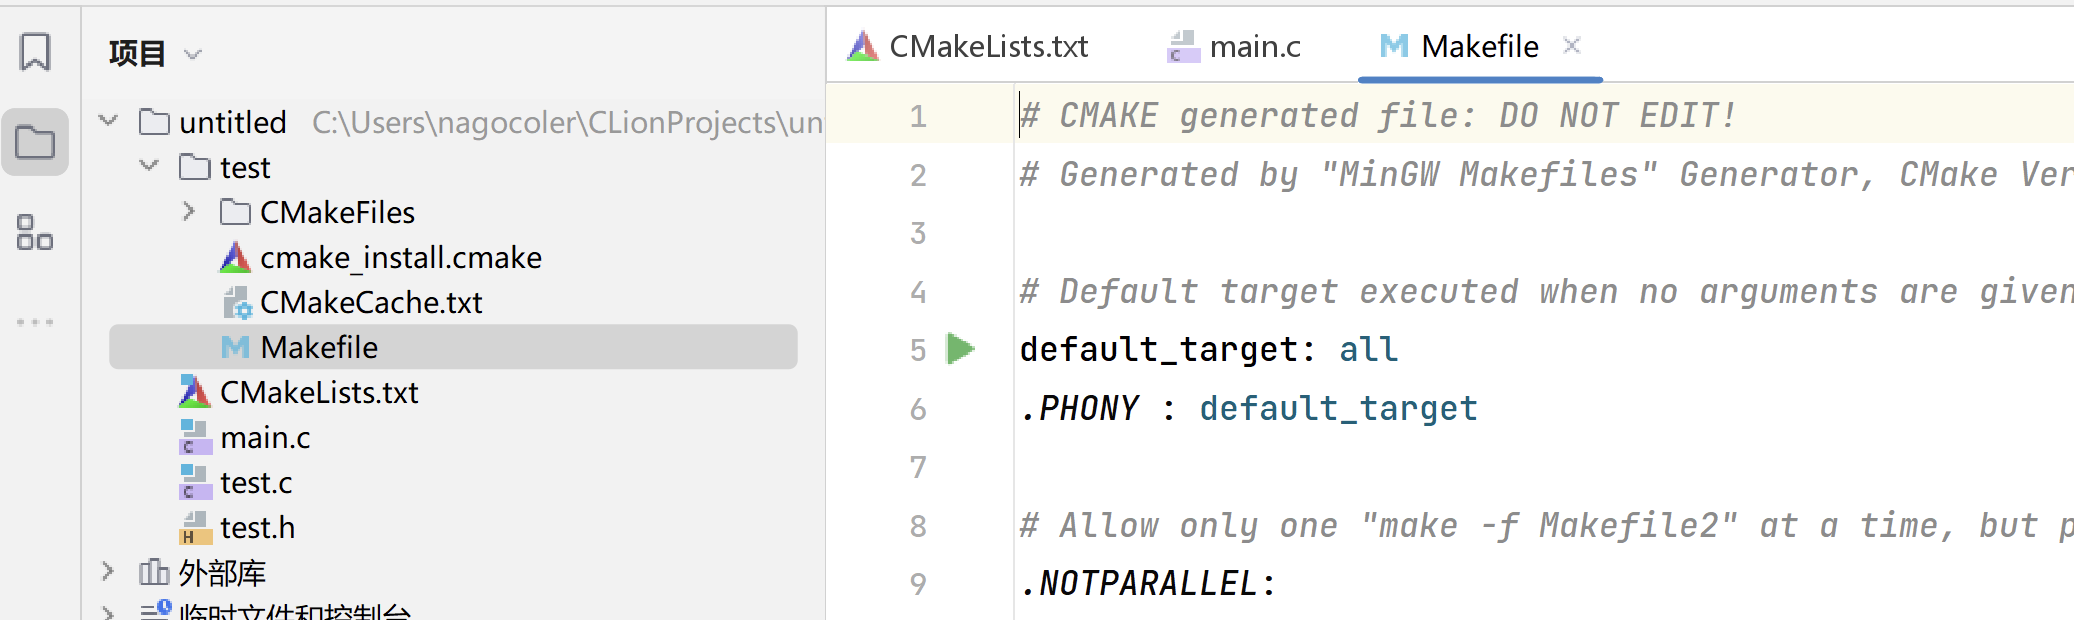 项目
untitled C:\Users\nagocoler\CLionProjects\un
test
CMakeFiles
cmake_install.cmake
CMakeCache.txt
Makefile
CMakeLists.txt
main.c
test.c
test.h
外部库
临时文件和控制台
CMakeLists.txt main.c Makefile
1 # CMAKE generated file: DO NOT EDIT!
2 # Generated by "MinGW Makefiles" Generator, CMake Ver
3
4 # Default target executed when no arguments are given
5 default_target: all
6 .PHONY : default_target
7
8 # Allow only one "make -f Makefile2" at a time, but p
9 .NOTPARALLEL: